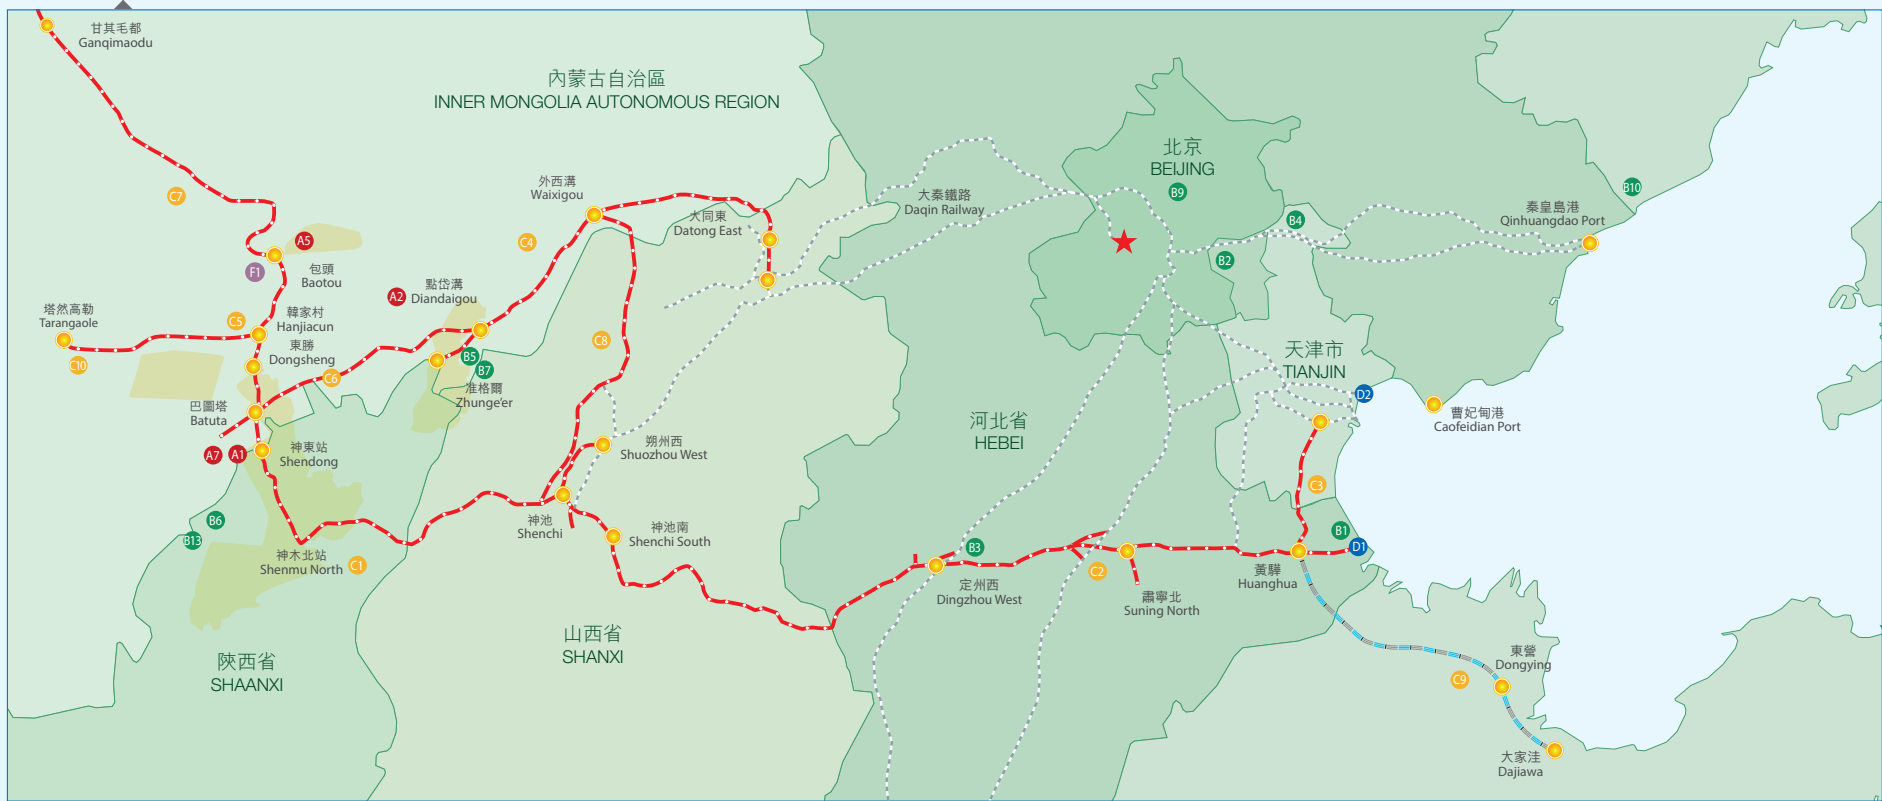 甘其毛都
Ganqimaodu
內蒙古自治區
INNER MONGOLIA AUTONOMOUS REGION
北京
BEIJING
B9
B10
C7
外西溝
Waixigou
大秦鐵路
Daqin Railway
秦皇島港
Qinhuangdao Port
大同東
Datong East
B4
A5
C4
B2
F1
包頭
Baotou
點岱溝
Diandaigou
A2
塔然高勒
Tarangaole
C5
韓家村
Hanjiacun
東勝
Dongsheng
C10
C6
B5
B7
C8
天津市
TIANJIN
准格爾
Zhunge'er
D2
巴圖塔
Batuta
曹妃甸港
Caofeidian Port
河北省
HEBEI
朔州西
Shuozhou West
A7
A1
神東站
Shendong
C3
B6
B13
神池
Shenchi
神池南
Shenchi South
B1
D1
神木北站
Shenmu North
C1
B3
定州西
Dingzhou West
C2
肅寧北
Suning North
黃驊
Huanghua
山西省
SHANXI
陝西省
SHAANXI
東營
Dongying
C9
大家洼
Dajiawa